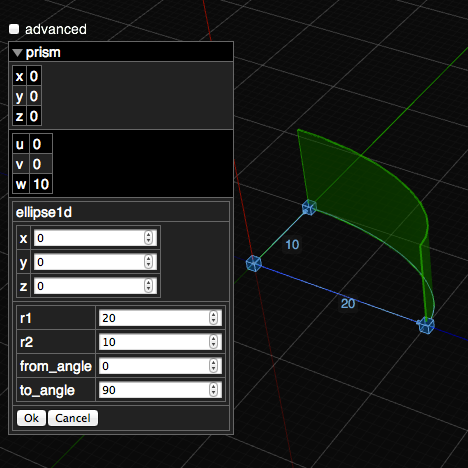 advanced
prism
x 0
y 0
z 0
u 0
v 0
w 10
ellipse1d
x 0
y 0
z 0
r1 20
r2 10
from_angle 0
to_angle 90
Ok Cancel
10
20